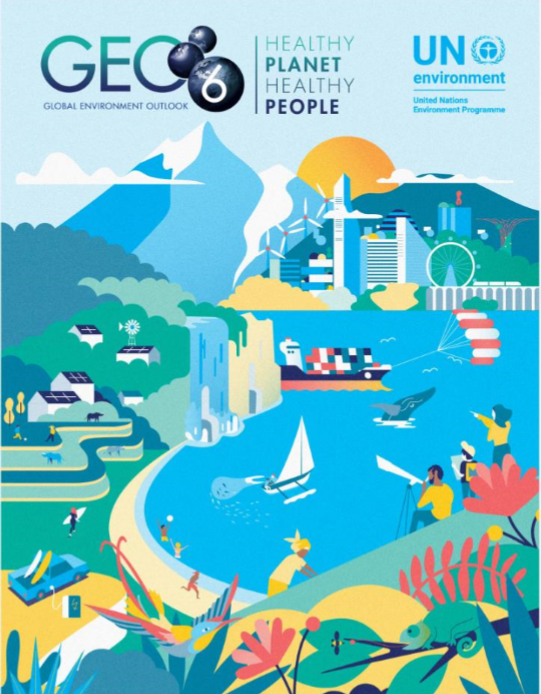 GEO
6
GLOBAL ENVIRONMENT OUTLOOK
HEALTHY
PLANET
HEALTHY
PEOPLE
UN
environment
United Nations
Environment Programme